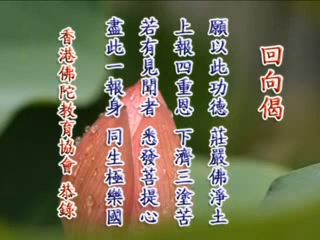 回向偈
願以此功德 莊嚴佛淨土
上報四重恩 下濟三塗苦
若有見聞者 悉發菩提心
盡此一報身 同生極樂國
香港佛陀教育協會 恭錄